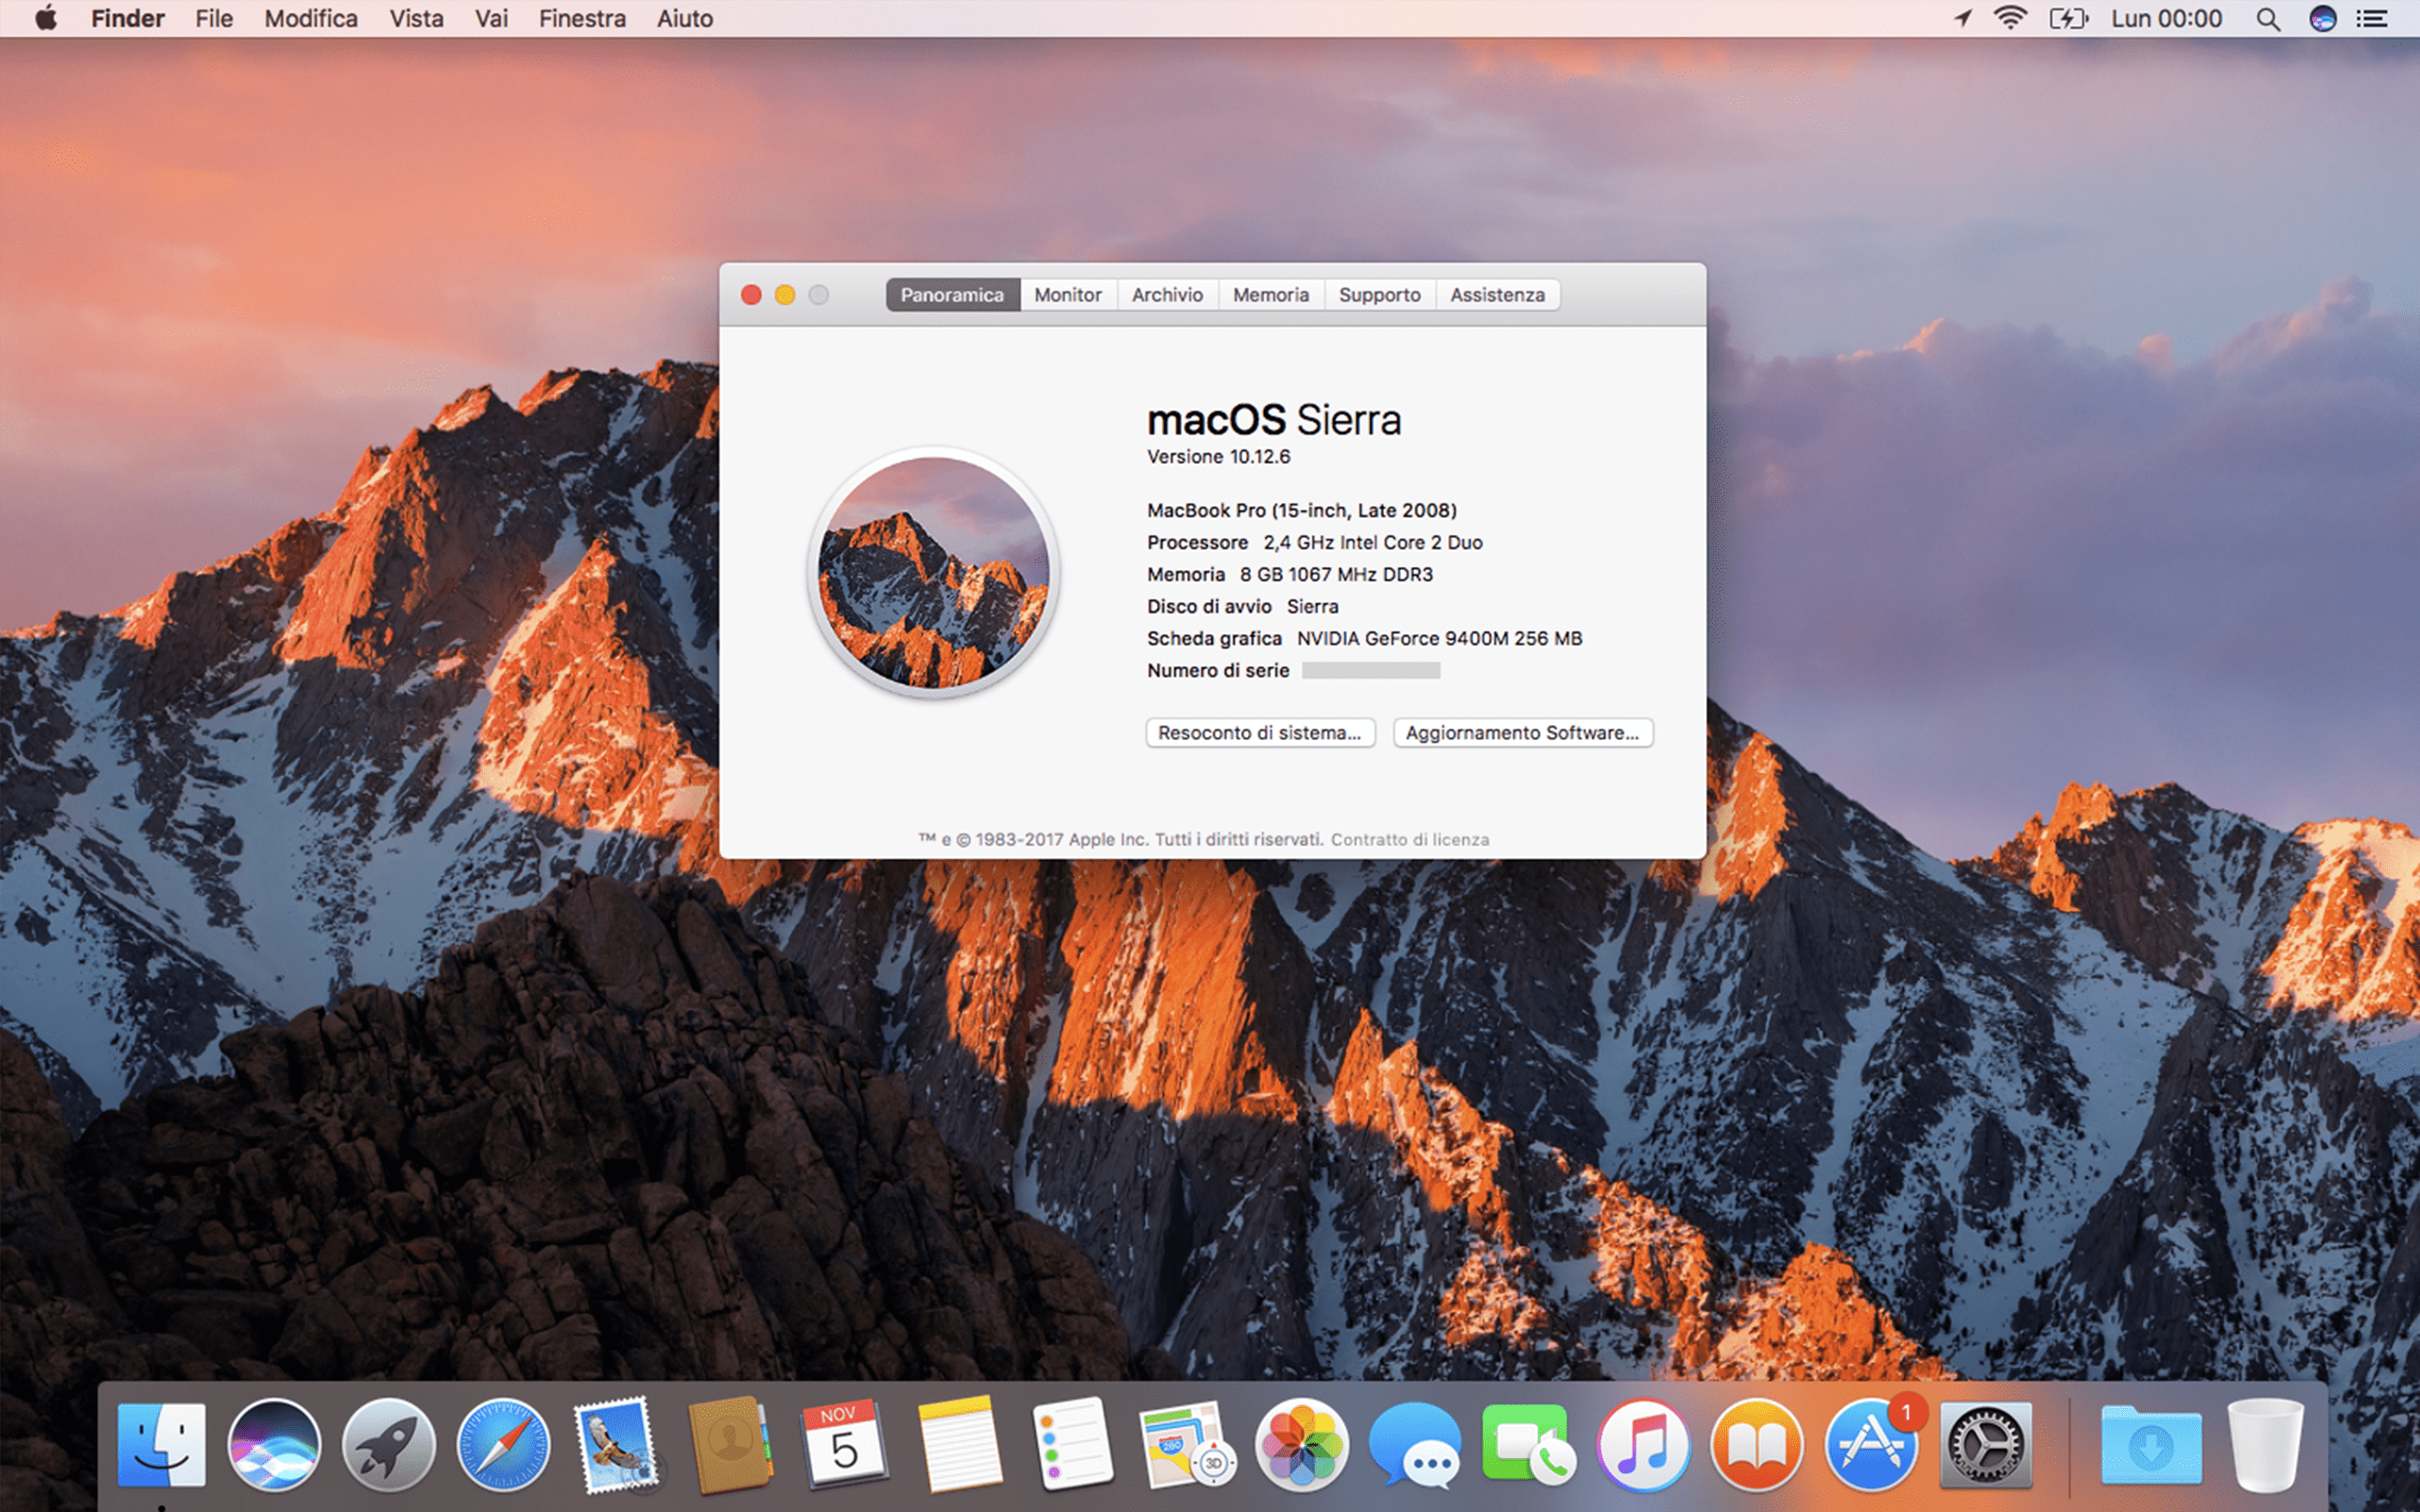 Finder File Modifica Vista Vai Finestra Aiuto Lun 00:00
Panoramica Monitor Archivio Memoria Supporto Assistenza
macOS Sierra
Versione 10.12.6
MacBook Pro (15-inch, Late 2008)
Processore 2,4 GHz Intel Core 2 Duo
Memoria 8 GB 1067 MHz DDR3
Disco di avvio Sierra
Scheda grafica NVIDIA GeForce 9400M 256 MB
Numero di serie
Resoconto di sistema... Aggiornamento Software...
™ e © 1983-2017 Apple Inc. Tutti i diritti riservati. Contratto di licenza
NOV
5
280
3D
1